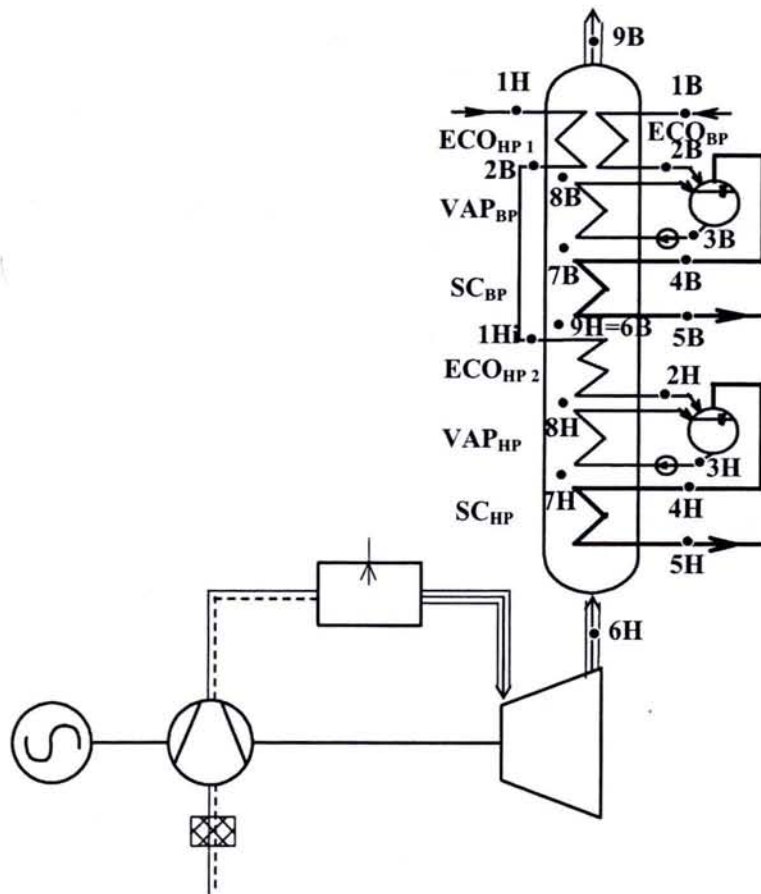 9B
1H
1B
ECO_HP 1
ECO_BP
2B
2B
8B
VAP_BP
3B
7B
4B
SC_BP
9H=6B
5B
1Hi
ECO_HP 2
2H
8H
VAP_HP
3H
7H
4H
SC_HP
5H
6H